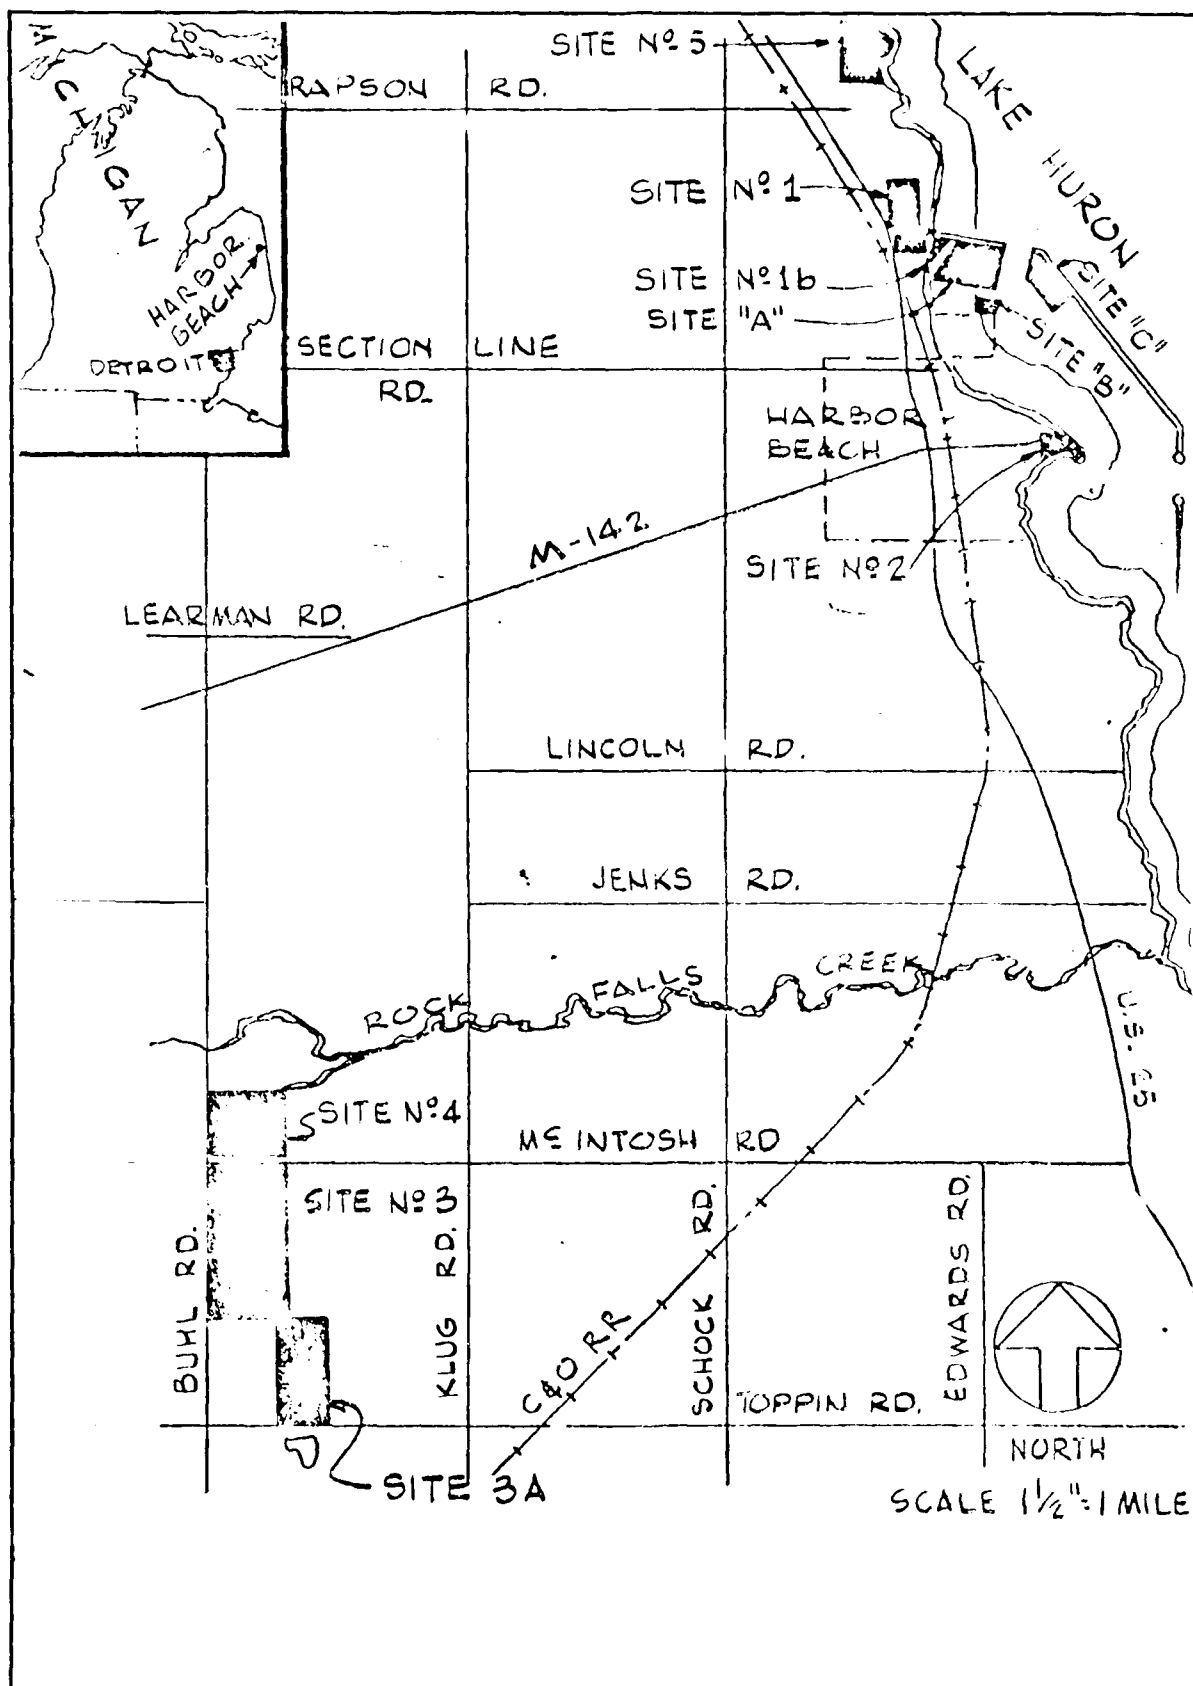 SITE Nº 5
LAKE HURON
RAPSON RD.
MICHIGAN
SITE Nº 1
HARBOR
BEACH
SITE Nº 1b
SITE "A"
SITE "C"
SITE "B"
DETROIT
SECTION LINE
RD.
HARBOR
BEACH
M-142
SITE Nº 2
LEARMAN RD.
LINCOLN RD.
JENKS RD.
ROCK FALLS CREEK
U.S. 25
SITE Nº 4
Mc INTOSH RD
SITE Nº 3
BUHL RD.
KLUG RD.
SCHOCK RD.
EDWARDS RD.
C&O RR
TOPPIN RD.
NORTH
SITE 3A
SCALE 1 1/2" = 1 MILE